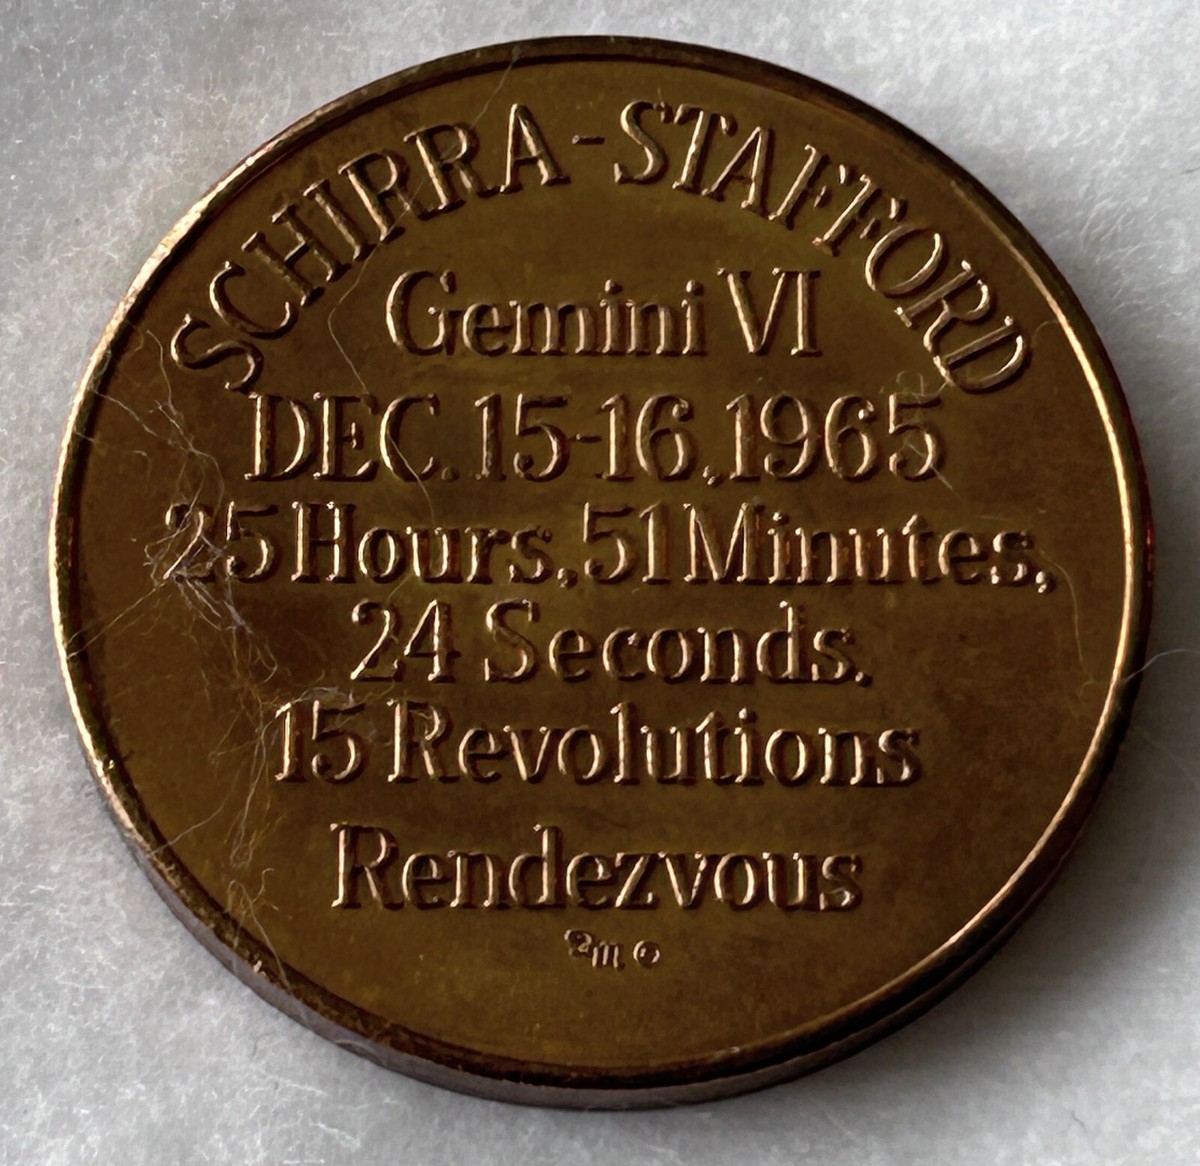 SCHIRRA-STAFFORD
Gemini VI
DEC. 15-16, 1965
25 Hours, 51 Minutes,
24 Seconds.
15 Revolutions
Rendezvous